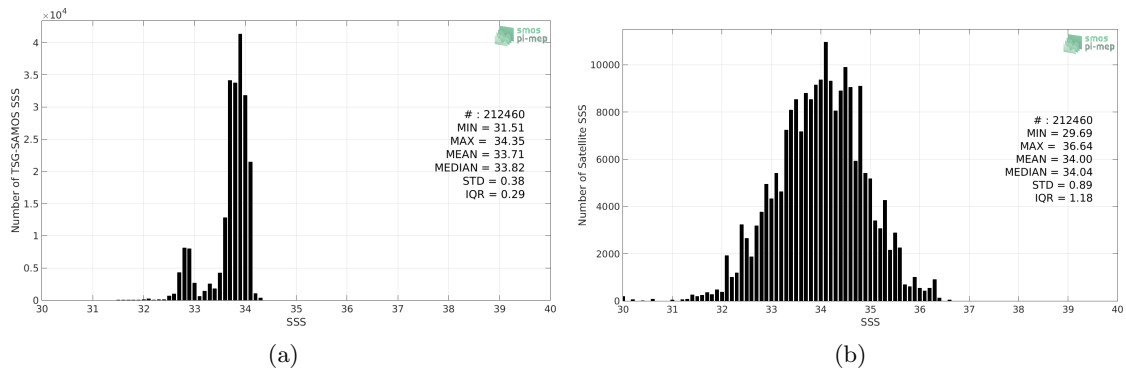 ×10⁴
4
3.5
3
2.5
2
1.5
1
0.5
0
Number of TSG-SAMOS SSS
smos
pi-mep
# : 212460
MIN = 31.51
MAX = 34.35
MEAN = 33.71
MEDIAN = 33.82
STD = 0.38
IQR = 0.29
30 31 32 33 34 35 36 37 38 39 40
SSS
(a)
10000
8000
6000
4000
2000
0
Number of Satellite SSS
smos
pi-mep
# : 212460
MIN = 29.69
MAX = 36.64
MEAN = 34.00
MEDIAN = 34.04
STD = 0.89
IQR = 1.18
30 31 32 33 34 35 36 37 38 39 40
SSS
(b)